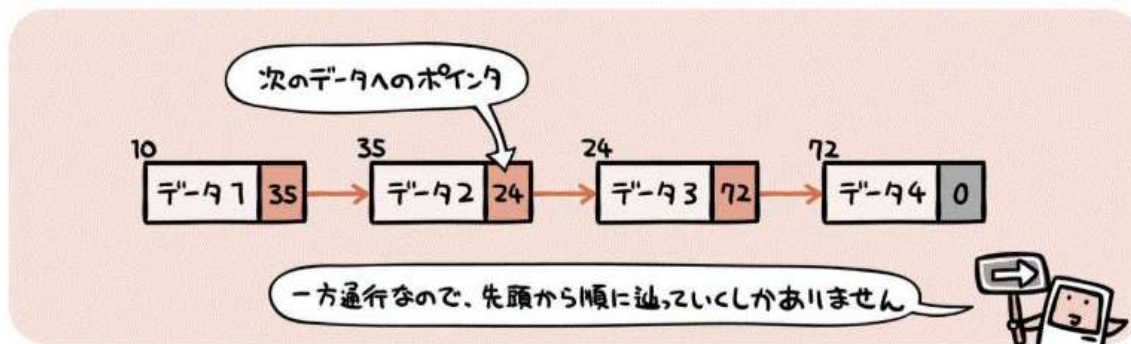 次のデータへのポインタ
10 35 24 72
データ1 35 データ2 24 データ3 72 データ4 0
一方通行なので、先頭から順に辿っていくしかありません